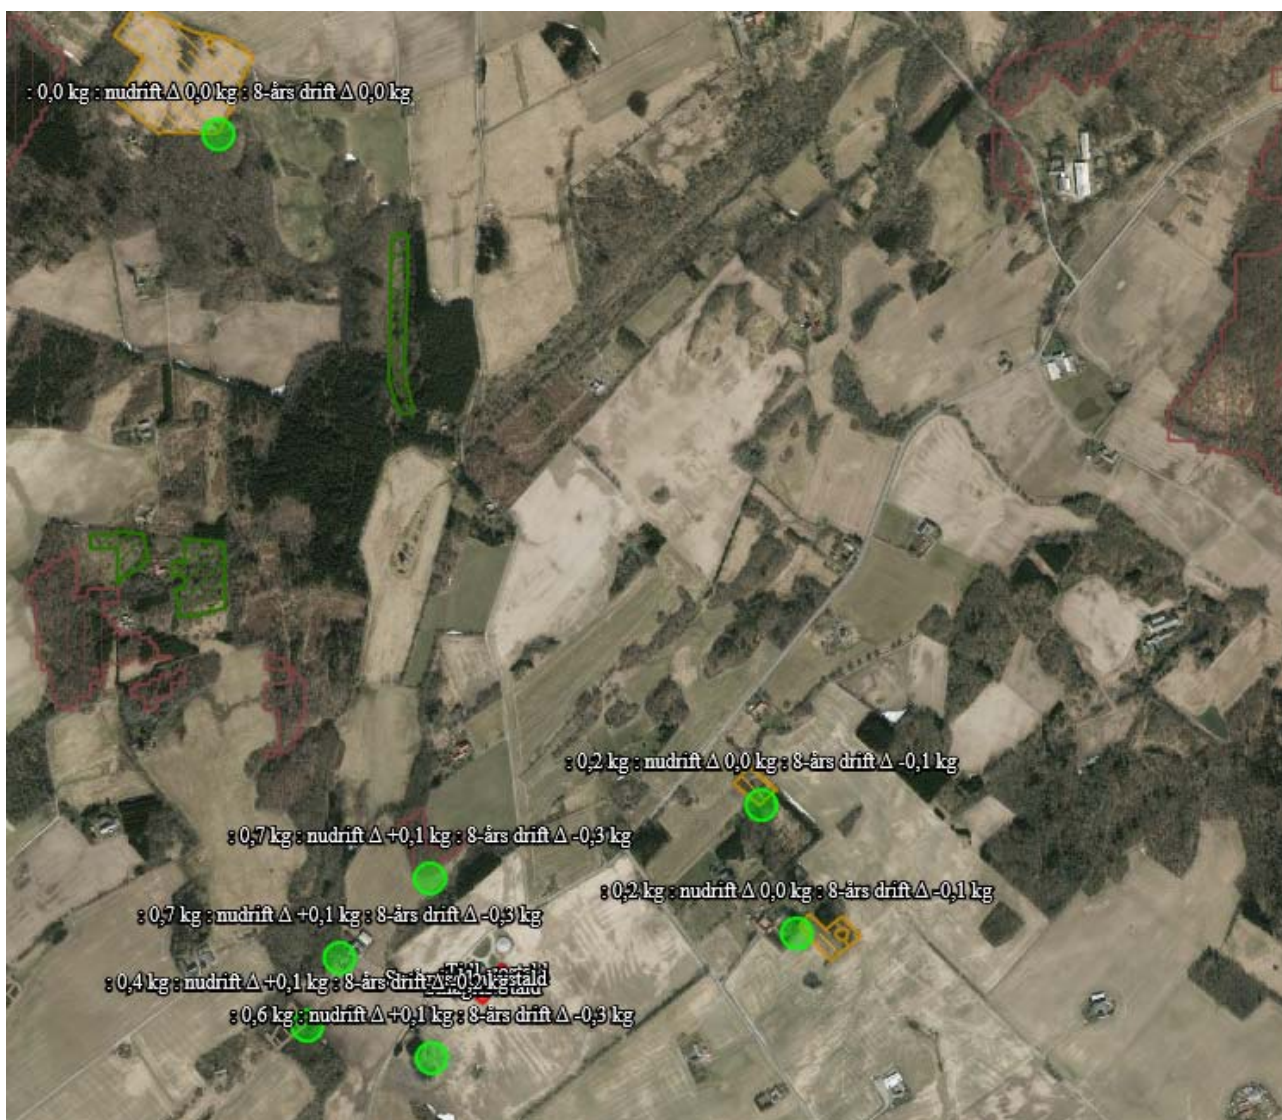 : 0,0 kg : nudrift Δ 0,0 kg : 8-års drift Δ 0,0 kg
: 0,2 kg : nudrift Δ 0,0 kg : 8-års drift Δ -0,1 kg
: 0,7 kg : nudrift Δ +0,1 kg : 8-års drift Δ -0,3 kg
: 0,2 kg : nudrift Δ 0,0 kg : 8-års drift Δ -0,1 kg
: 0,7 kg : nudrift Δ +0,1 kg : 8-års drift Δ -0,3 kg
: 0,4 kg : nudrift Δ +0,1 kg : 8-års drift Δ -0,2 kg
: 0,6 kg : nudrift Δ +0,1 kg : 8-års drift Δ -0,3 kg